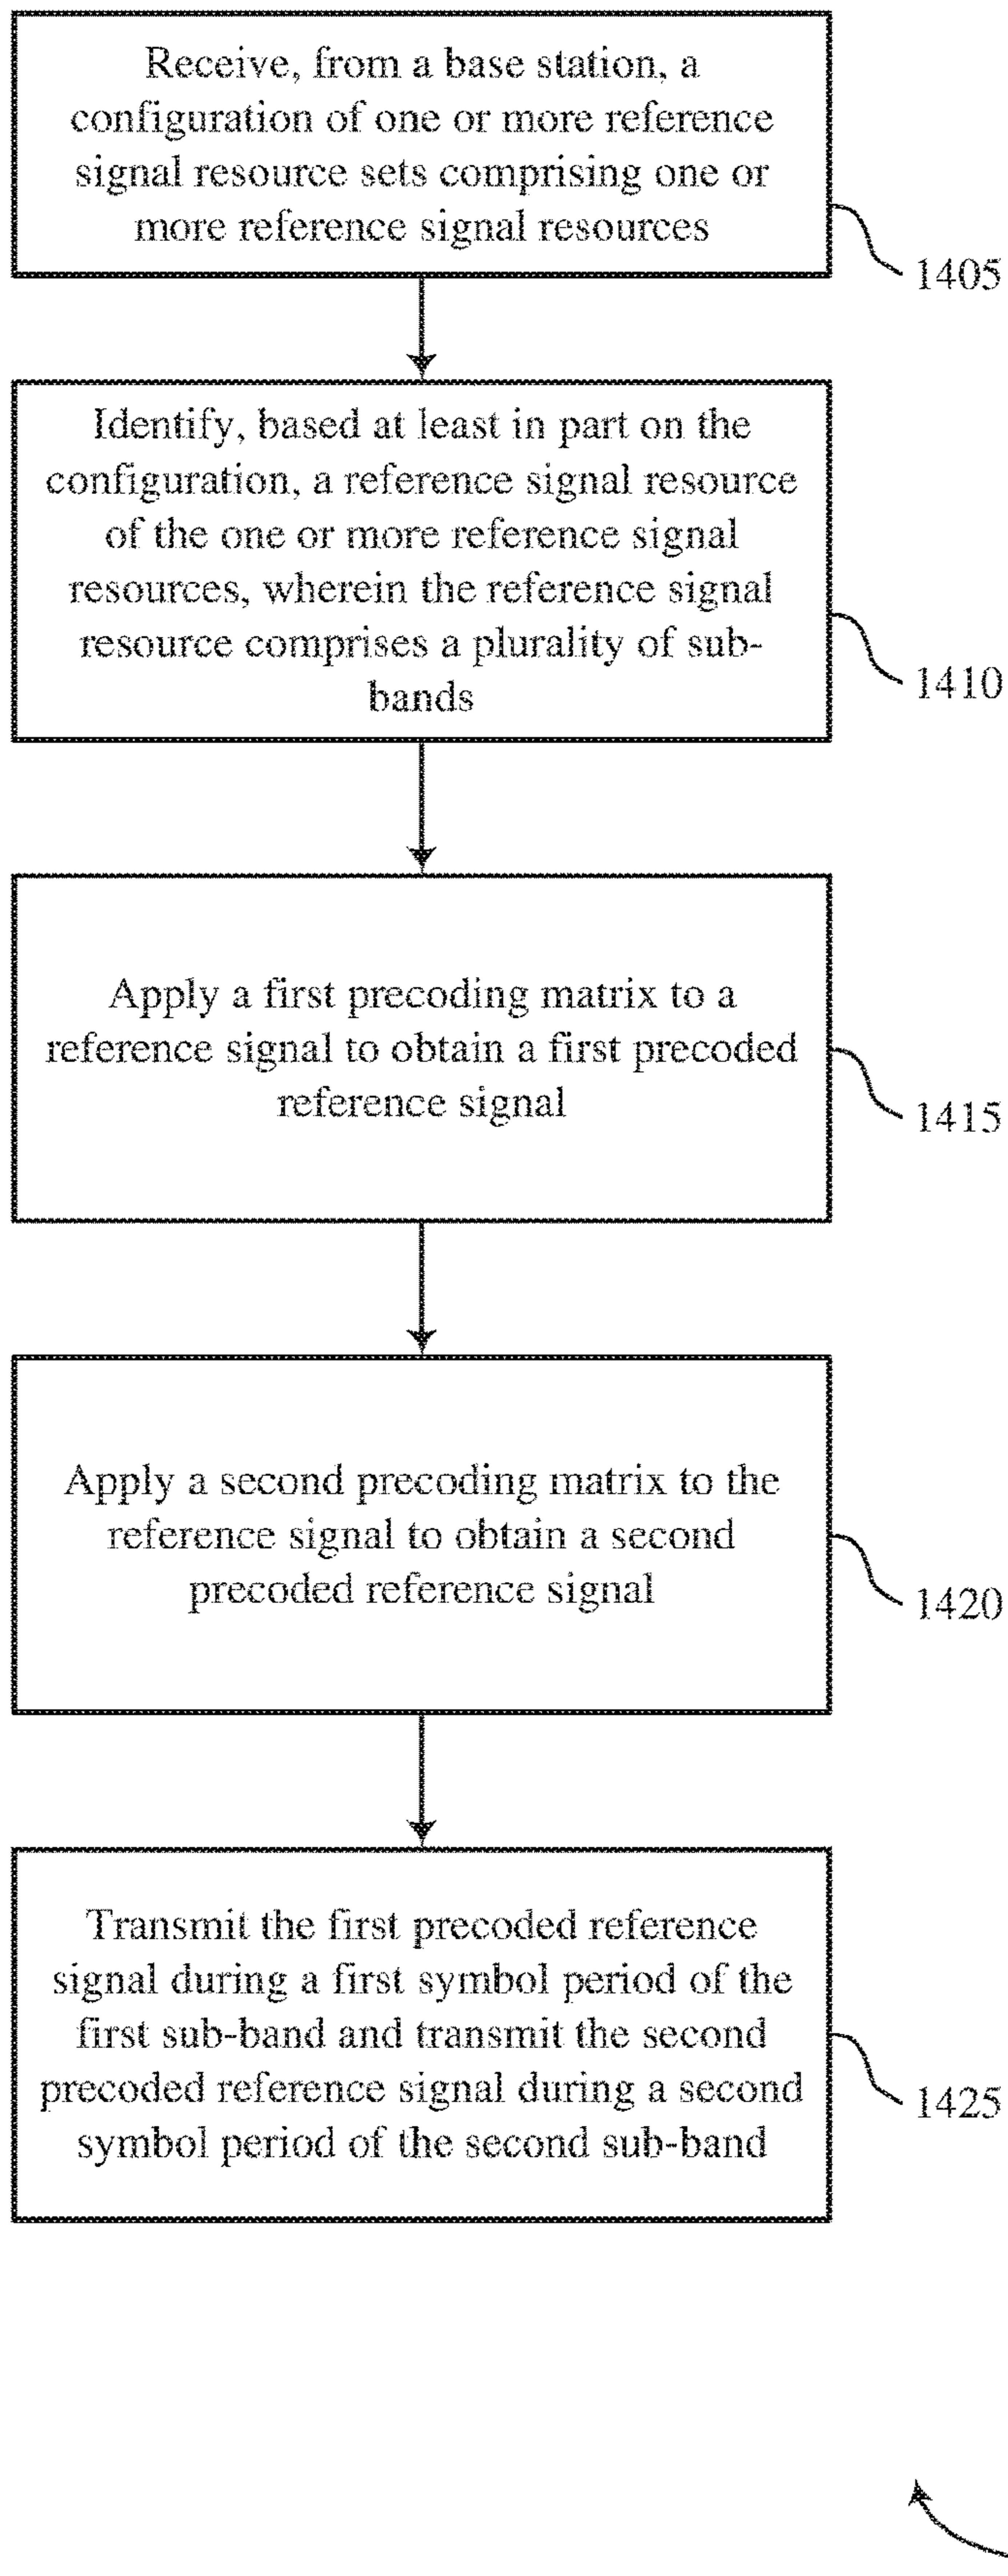 Receive, from a base station, a
configuration of one or more reference
signal resource sets comprising one or
more reference signal resources
1405
Identify, based at least in part on the
configuration, a reference signal resource
of the one or more reference signal
resources, wherein the reference signal
resource comprises a plurality of sub-
bands
1410
Apply a first precoding matrix to a
reference signal to obtain a first precoded
reference signal
1415
Apply a second precoding matrix to the
reference signal to obtain a second
precoded reference signal
1420
Transmit the first precoded reference
signal during a first symbol period of the
first sub-band and transmit the second
precoded reference signal during a second
symbol period of the second sub-band
1425